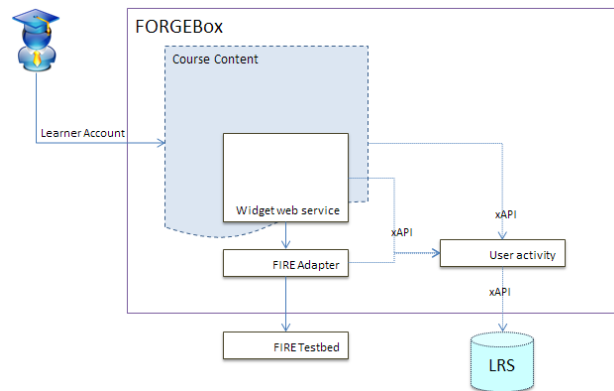 FORGEBox
Course Content
Learner Account
Widget web service
xAPI
xAPI
FIRE Adapter
User activity
xAPI
FIRE Testbed
LRS